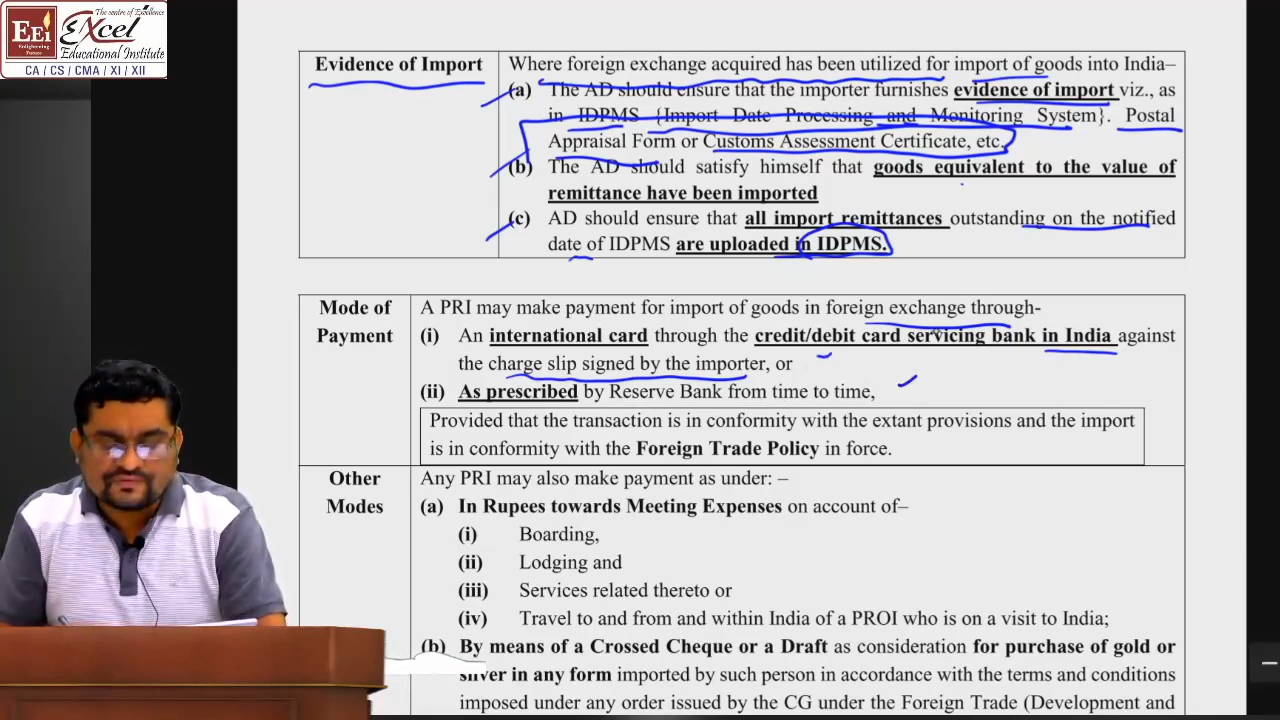 The centre of Excellence
EEi
Enlightening
Future
EXcel
Educational Institute
CA / CS / CMA / XI / XII
Evidence of Import
Where foreign exchange acquired has been utilized for import of goods into India–
(a) The AD should ensure that the importer furnishes evidence of import viz., as
in IDPMS {Import Date Processing and Monitoring System}. Postal
Appraisal Form or Customs Assessment Certificate, etc.
(b) The AD should satisfy himself that goods equivalent to the value of
remittance have been imported
(c) AD should ensure that all import remittances outstanding on the notified
date of IDPMS are uploaded in IDPMS.
Mode of
Payment
A PRI may make payment for import of goods in foreign exchange through-
(i) An international card through the credit/debit card servicing bank in India against
the charge slip signed by the importer, or
(ii) As prescribed by Reserve Bank from time to time,
Provided that the transaction is in conformity with the extant provisions and the import
is in conformity with the Foreign Trade Policy in force.
Other
Modes
Any PRI may also make payment as under: –
(a) In Rupees towards Meeting Expenses on account of–
(i) Boarding,
(ii) Lodging and
(iii) Services related thereto or
(iv) Travel to and from and within India of a PROI who is on a visit to India;
(b) By means of a Crossed Cheque or a Draft as consideration for purchase of gold or
silver in any form imported by such person in accordance with the terms and conditions
imposed under any order issued by the CG under the Foreign Trade (Development and